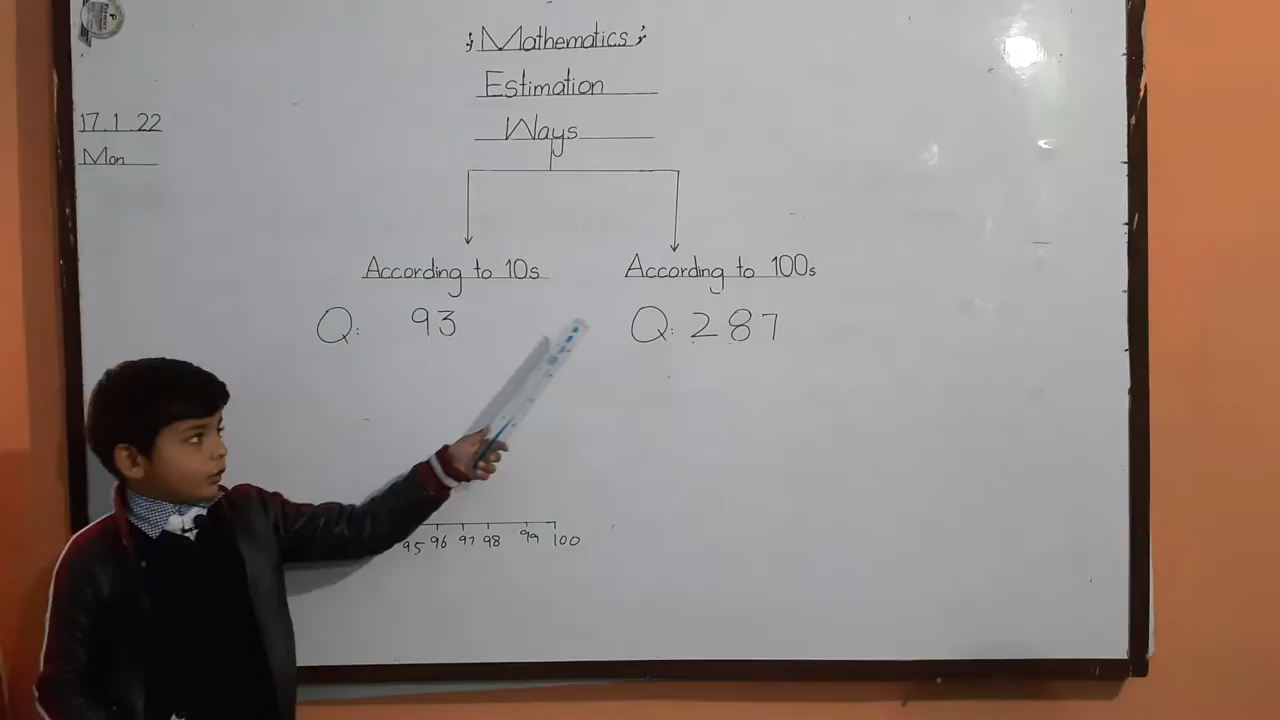 ; Mathematics ;
Estimation
Ways
17.1.22
Mon
According to 10s
According to 100s
Q: 93
Q: 287
95 96 97 98 99 100